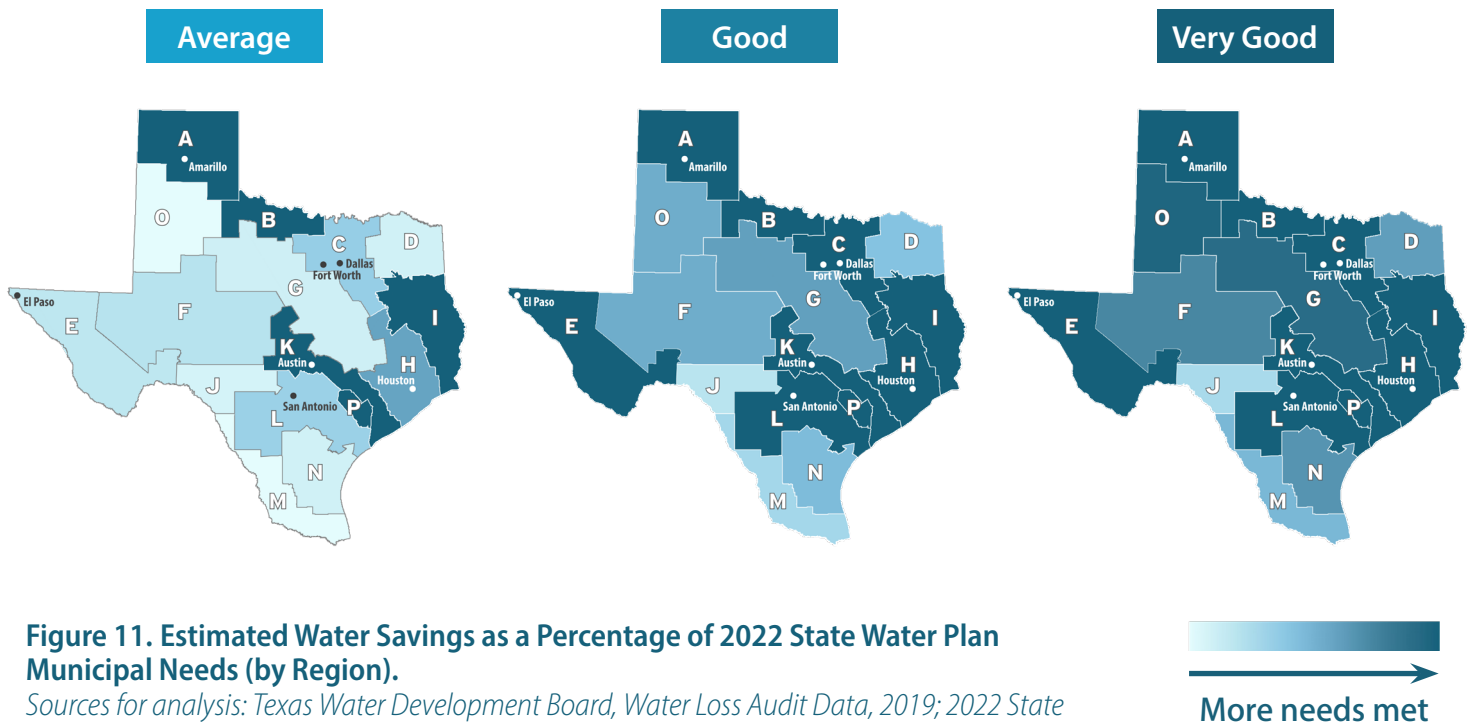 Average
Good
Very Good
A
Amarillo
O
B
C
D
Dallas
Fort Worth
G
El Paso
E
F
I
K
Austin
H
Houston
J
San Antonio
L
P
N
M
A
Amarillo
O
B
C
D
Dallas
Fort Worth
G
El Paso
E
F
I
K
Austin
H
Houston
J
San Antonio
L
P
N
M
A
Amarillo
O
B
C
D
Dallas
Fort Worth
G
El Paso
E
F
I
K
Austin
H
Houston
J
San Antonio
L
P
N
M
Figure 11. Estimated Water Savings as a Percentage of 2022 State Water Plan
Municipal Needs (by Region).
Sources for analysis: Texas Water Development Board, Water Loss Audit Data, 2019; 2022 State
More needs met